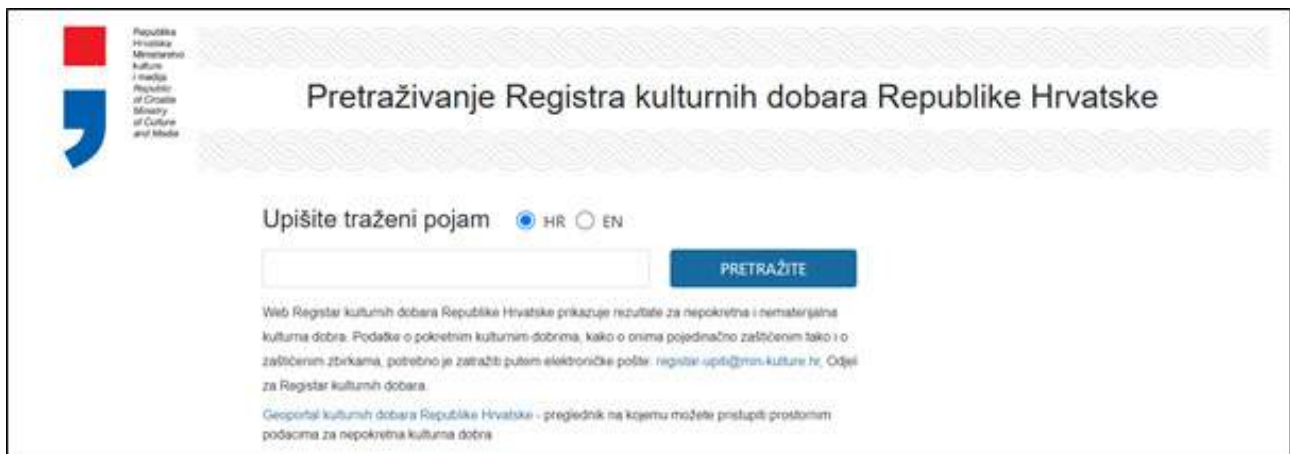 Republika
Hrvatska
Ministarstvo
kulture
i medija
Republic
of Croatia
Ministry
of Culture
and Media
Pretraživanje Registra kulturnih dobara Republike Hrvatske
Upišite traženi pojam HR EN
PRETRAŽITE
Web Registar kulturnih dobara Republike Hrvatske prikazuje rezultate za nepokretna i nematerijalna
kulturna dobra. Podatke o pokretnim kulturnim dobrima, kako o onima pojedinačno zaštićenim tako i o
zaštićenim zbirkama, potrebno je zatražiti putem elektroničke pošte: registar-upiti@min-kulture.hr, Odjel
za Registar kulturnih dobara.
Geoportal kulturnih dobara Republike Hrvatske - preglednik na kojemu možete pristupiti prostornim
podacima za nepokretna kulturna dobra